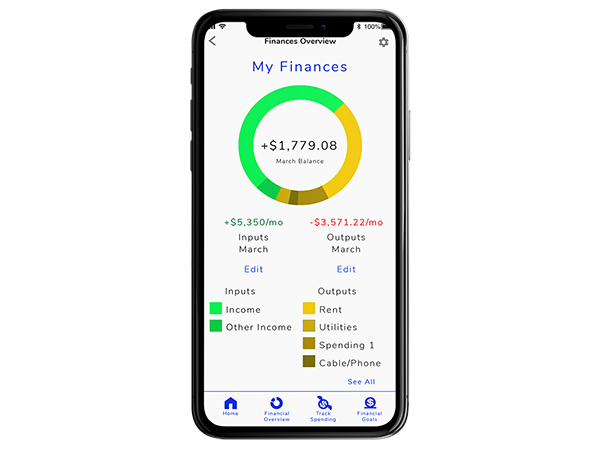 100%
Finances Overview
My Finances
+$1,779.08
March Balance
+$5,350/mo
-$3,571.22/mo
Inputs
March
Outputs
March
Edit
Edit
Inputs
Outputs
Income
Other Income
Rent
Utilities
Spending 1
Cable/Phone
See All
Home
Financial
Overview
Track
Spending
Financial
Goals